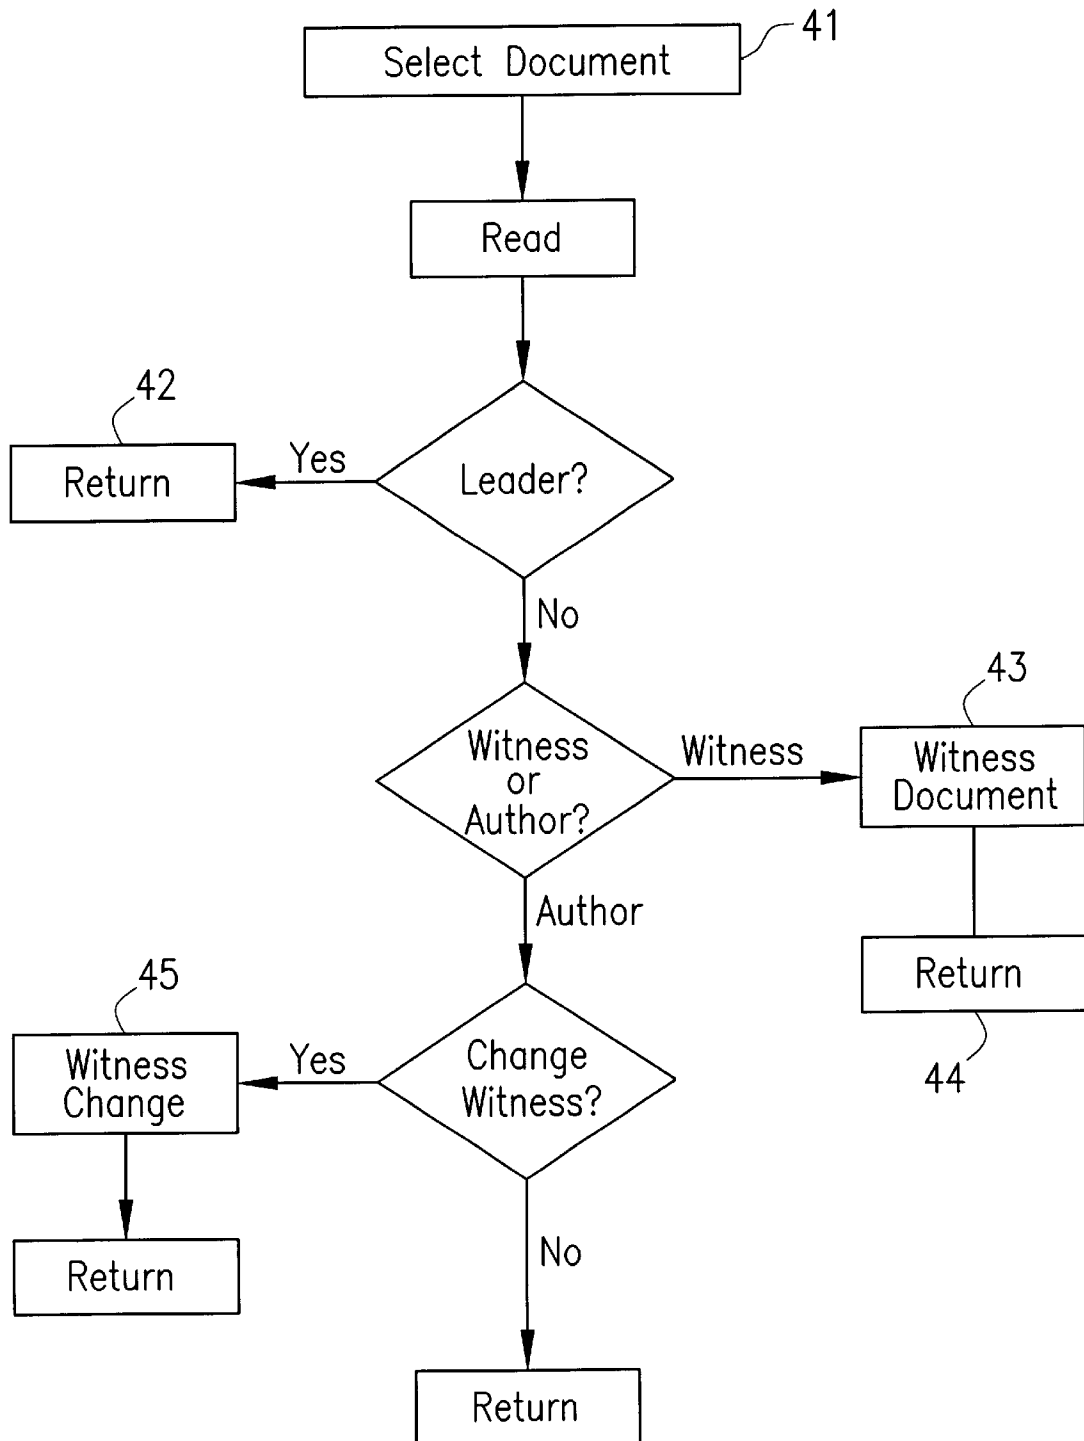 41
Select Document
Read
42
Return
Yes
Leader?
No
43
Witness
or
Author?
Witness
Witness
Document
Author
Return
44
45
Witness
Change
Yes
Change
Witness?
Return
No
Return